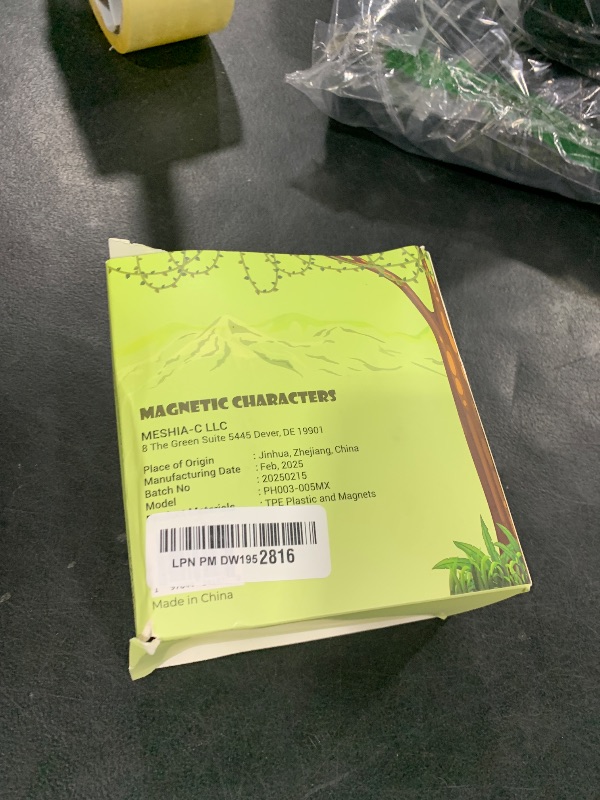 MAGNETIC CHARACTERS
MESHIA-C LLC
8 The Green Suite 5445 Dever, DE 19901
Place of Origin : Jinhua, Zhejiang, China
Manufacturing Date : Feb, 2025
Batch No : 20250215
Model : PH003-005MX
Materials : TPE Plastic and Magnets
LPN PM DW1952816
Made in China